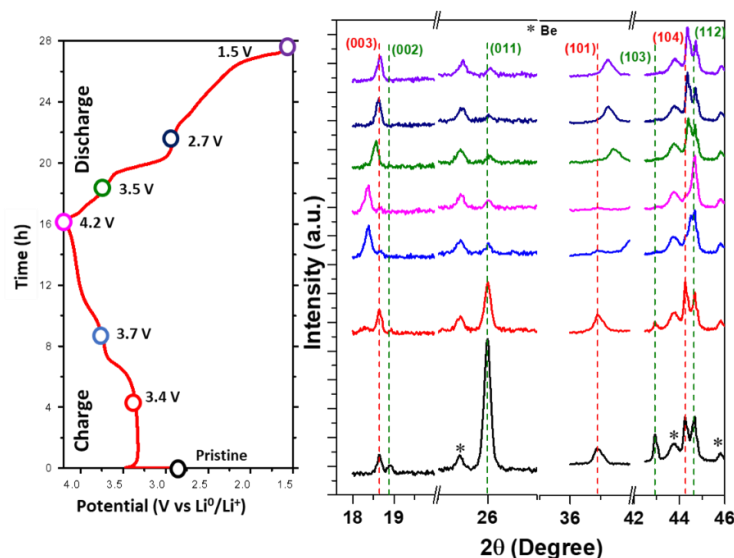 * Be
(003)
(002)
(011)
(101)
(103)
(104)
(112)
28
24
20
16
12
8
4
0
Time (h)
Discharge
Charge
1.5 V
2.7 V
3.5 V
4.2 V
3.7 V
3.4 V
Pristine
4.0
3.5
3.0
2.5
2.0
1.5
Potential (V vs Li⁰/Li⁺)
Intensity (a.u.)
*
*
*
18
19
26
36
42
44
46
2θ (Degree)